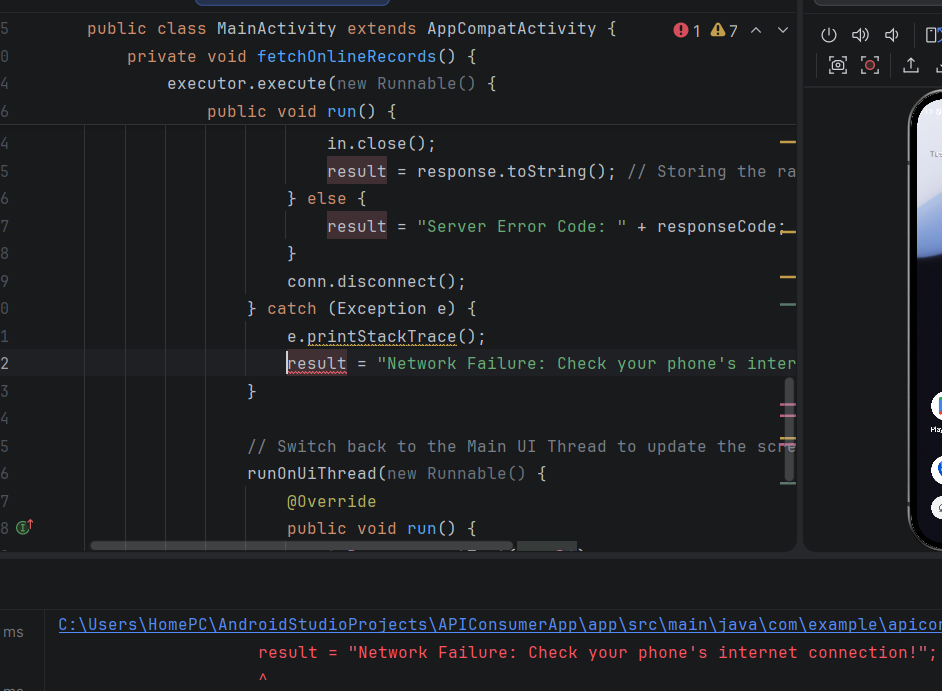 public class MainActivity extends AppCompatActivity {
1 7
private void fetchOnlineRecords() {
executor.execute(new Runnable() {
public void run() {
in.close();
result = response.toString(); // Storing the ra
} else {
result = "Server Error Code: " + responseCode;
}
conn.disconnect();
} catch (Exception e) {
e.printStackTrace();
result = "Network Failure: Check your phone's inter
}
// Switch back to the Main UI Thread to update the scre
runOnUiThread(new Runnable() {
@Override
public void run() {
C:\Users\HomePC\AndroidStudioProjects\APIConsumerApp\app\src\main\java\com\example\apicon
ms
result = "Network Failure: Check your phone's internet connection!";
^
ms